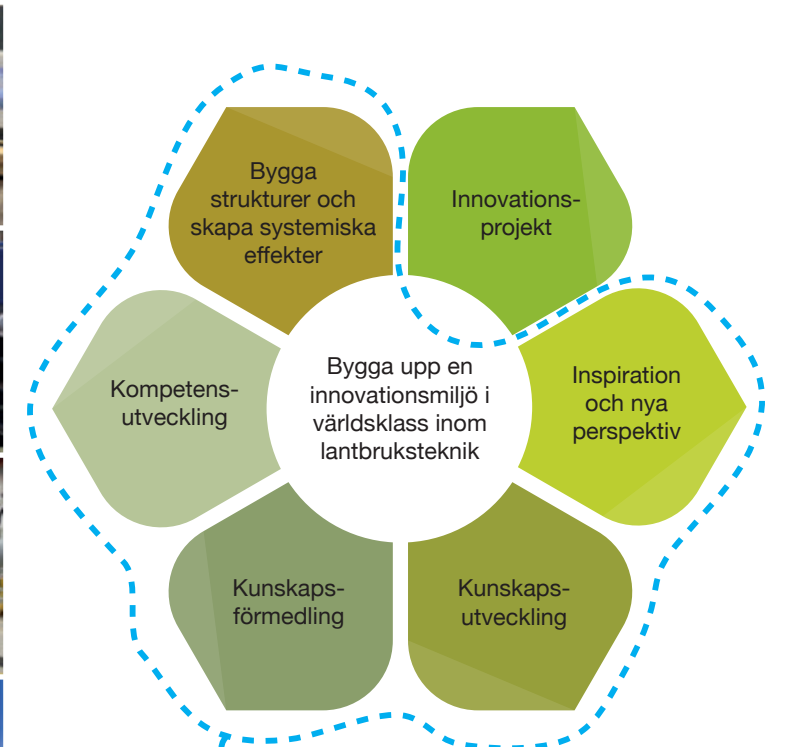 Bygga
strukturer och
skapa systemiska
effekter
Innovations-
projekt
Kompetens-
utveckling
Bygga upp en
innovationsmiljö i
världsklass inom
lantbruksteknik
Inspiration
och nya
perspektiv
Kunskaps-
förmedling
Kunskaps-
utveckling